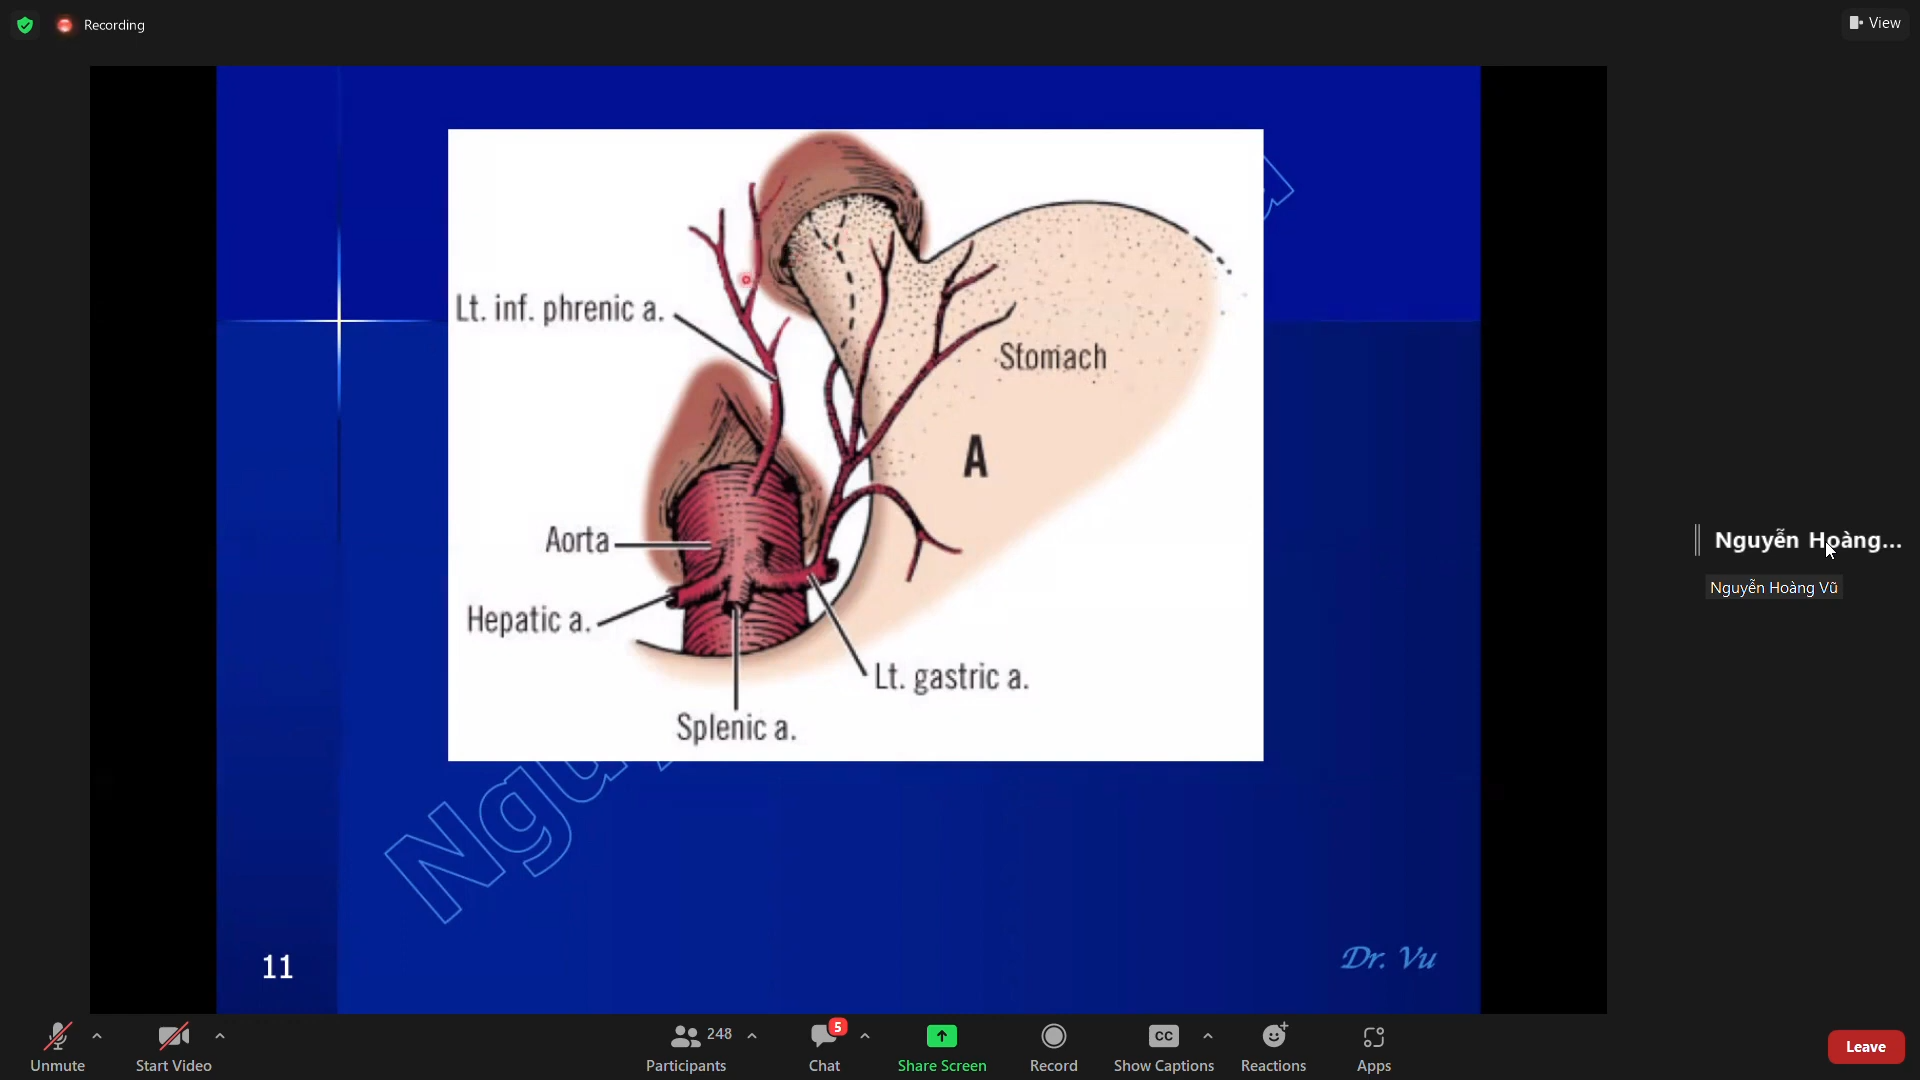 Recording
View
Lt. inf. phrenic a.
Stomach
A
Aorta
Hepatic a.
Lt. gastric a.
Splenic a.
Ngu
11
Dr. Vu
Nguyễn Hoàng...
Nguyễn Hoàng Vũ
Unmute
Start Video
248
Participants
5
Chat
Share Screen
Record
CC
Show Captions
Reactions
Apps
Leave